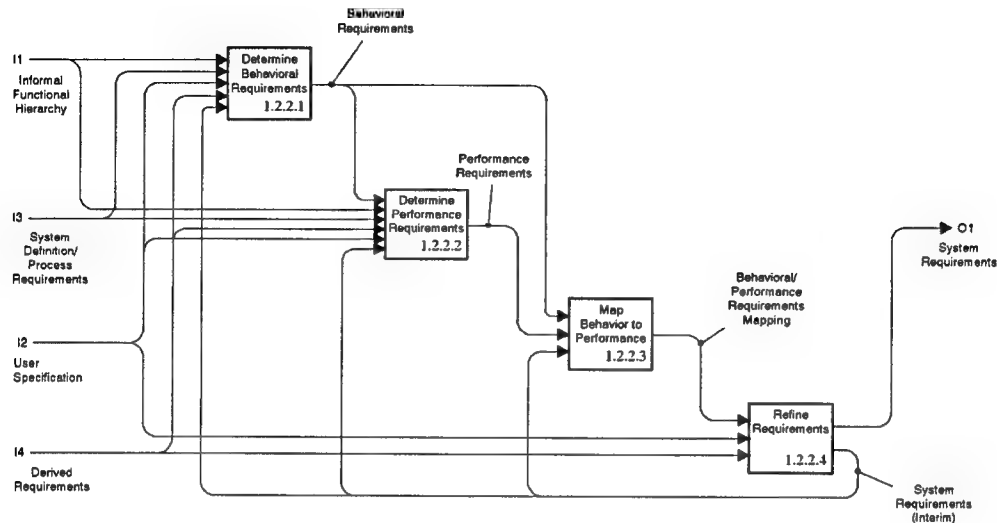 Behavioral
Requirements
I1
Informal
Functional
Hierarchy
Determine
Behavioral
Requirements
1.2.2.1
Performance
Requirements
I3
System
Definition/
Process
Requirements
Determine
Performance
Requirements
1.2.2.2
O1
System
Requirements
Behavioral/
Performance
Requirements
Mapping
Map
Behavior to
Performance
1.2.2.3
I2
User
Specification
Refine
Requirements
1.2.2.4
I4
Derived
Requirements
System
Requirements
(Interim)